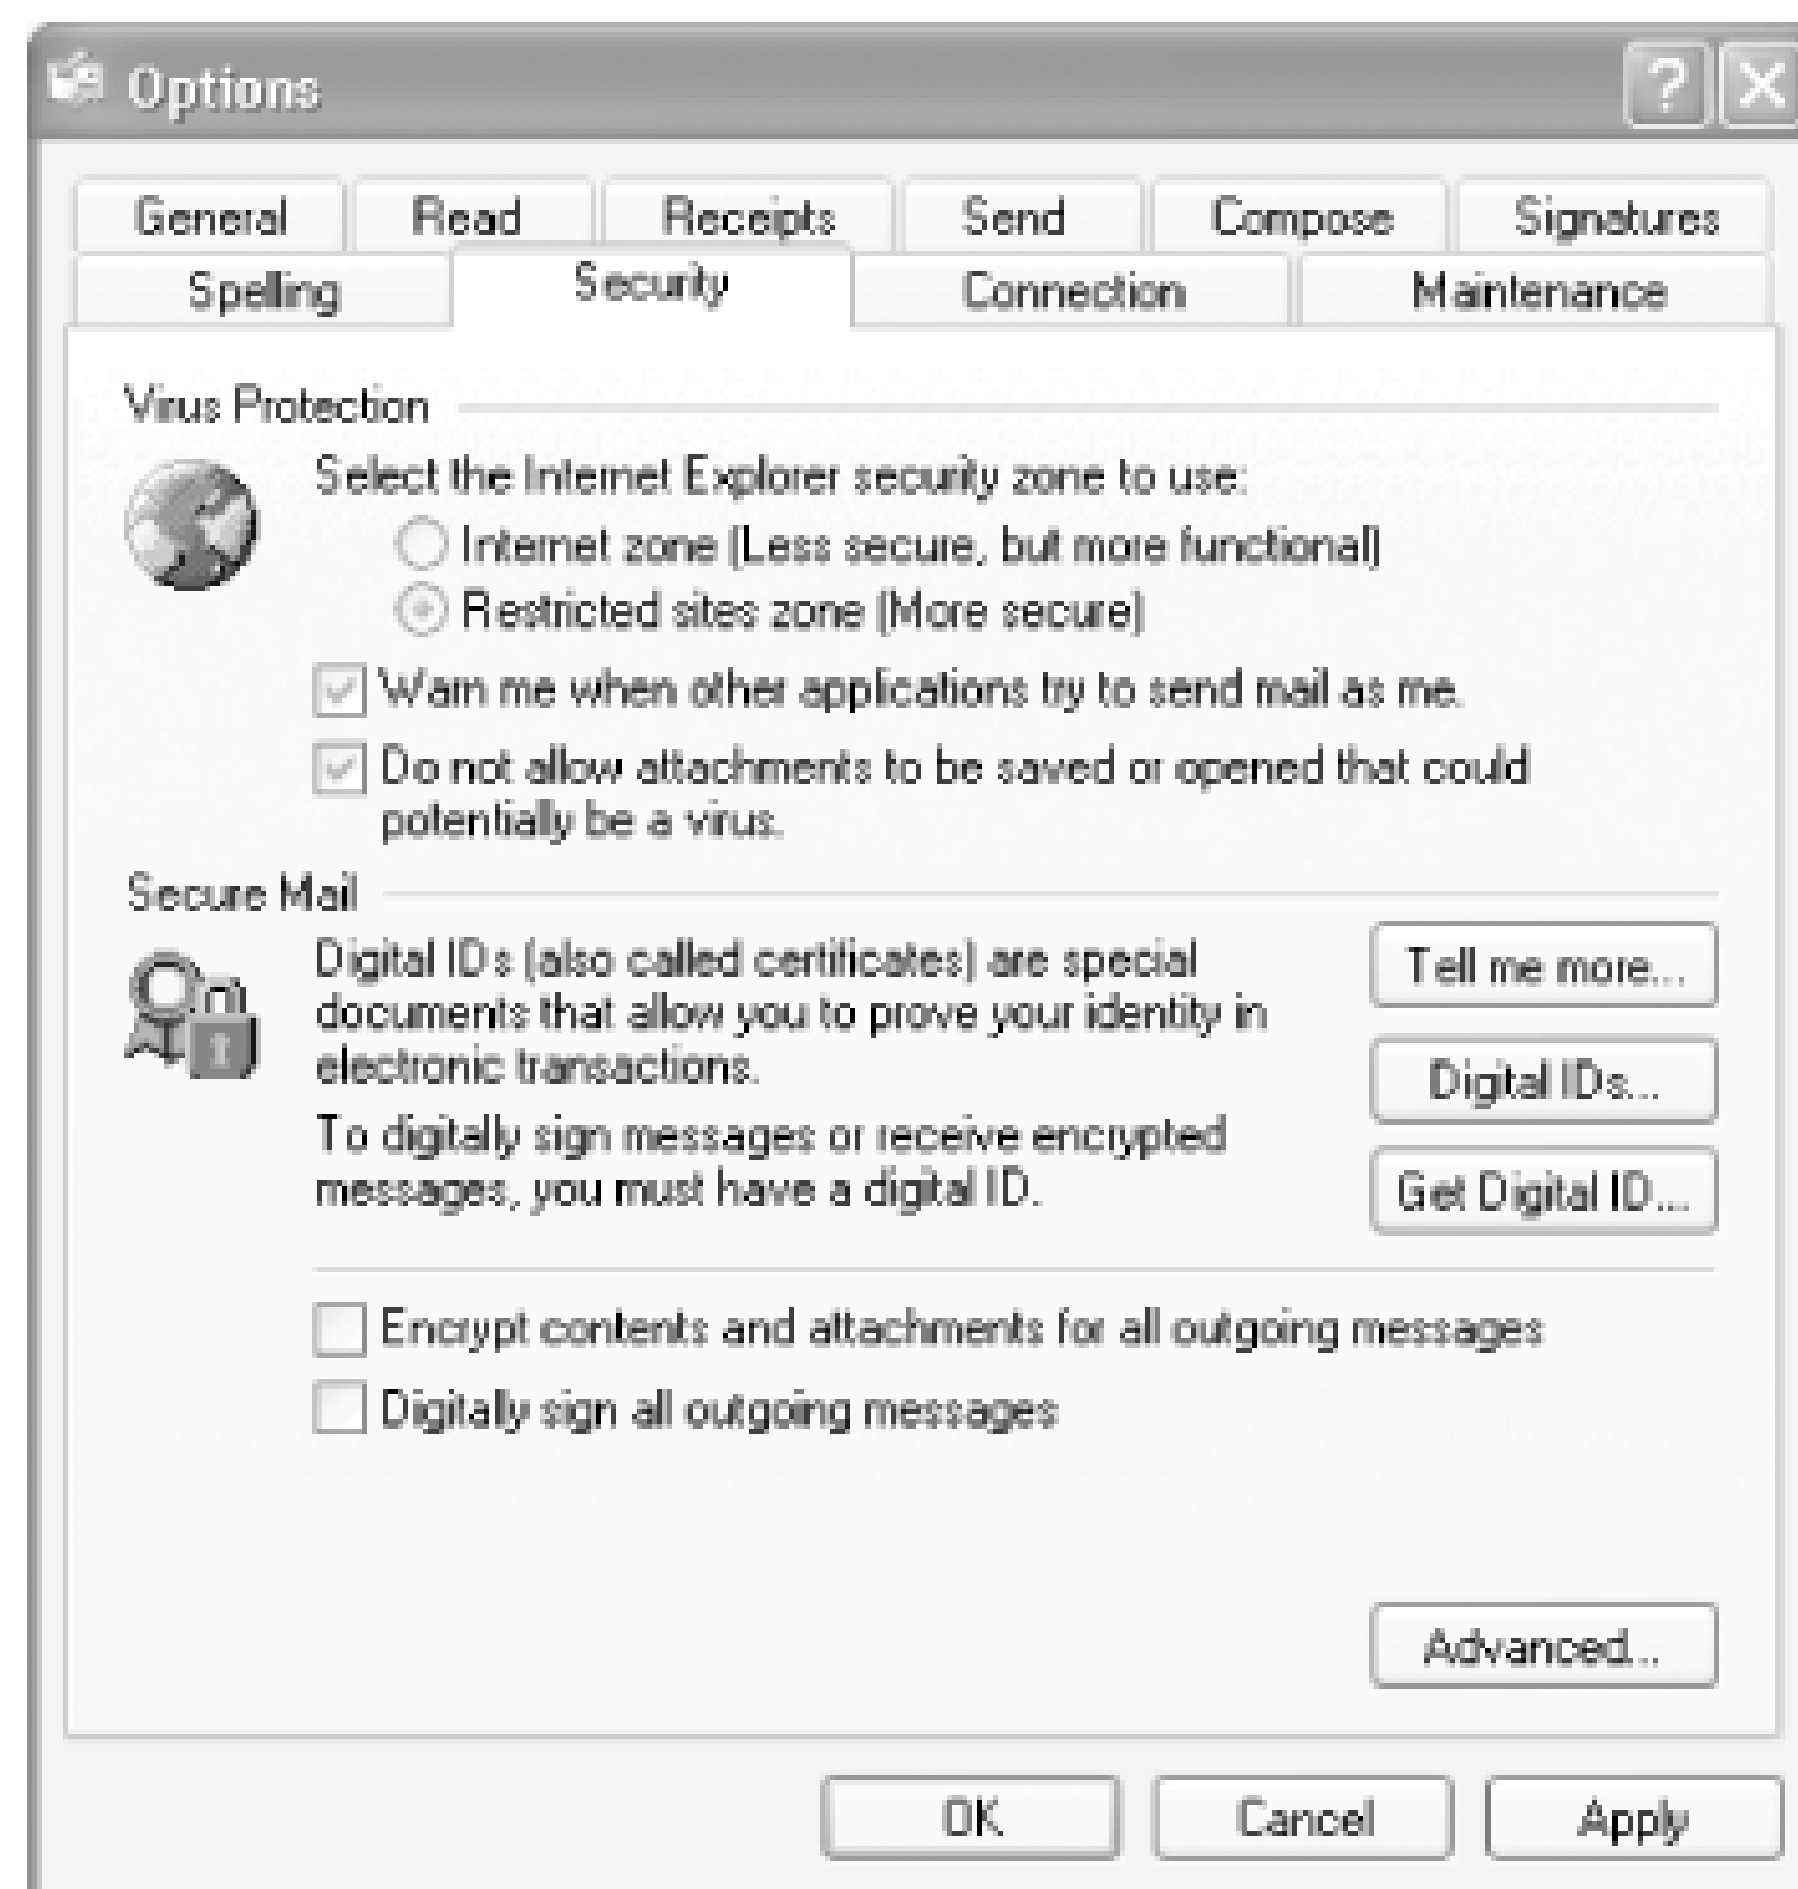 Options
General Read Receipts Send Compose Signatures
Spelling Security Connection Maintenance
Virus Protection
Select the Internet Explorer security zone to use:
Internet zone (Less secure, but more functional)
Restricted sites zone (More secure)
Warn me when other applications try to send mail as me.
Do not allow attachments to be saved or opened that could
potentially be a virus.
Secure Mail
Digital IDs (also called certificates) are special
documents that allow you to prove your identity in
electronic transactions.
Tell me more...
Digital IDs...
To digitally sign messages or receive encrypted
messages, you must have a digital ID.
Get Digital ID...
Encrypt contents and attachments for all outgoing messages
Digitally sign all outgoing messages
Advanced...
OK Cancel Apply